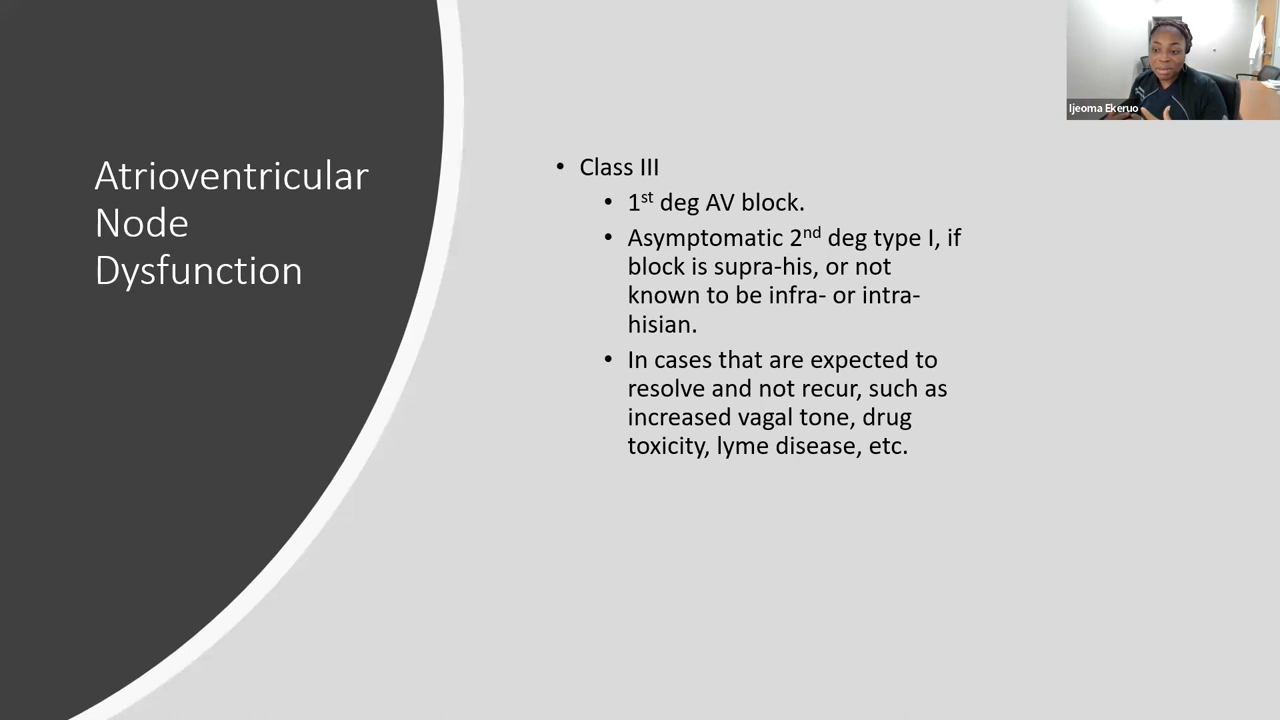 Atrioventricular
Node
Dysfunction
Ijeoma Ekeruo
• Class III
• 1st deg AV block.
• Asymptomatic 2nd deg type I, if
block is supra-his, or not
known to be infra- or intra-
hisian.
• In cases that are expected to
resolve and not recur, such as
increased vagal tone, drug
toxicity, lyme disease, etc.